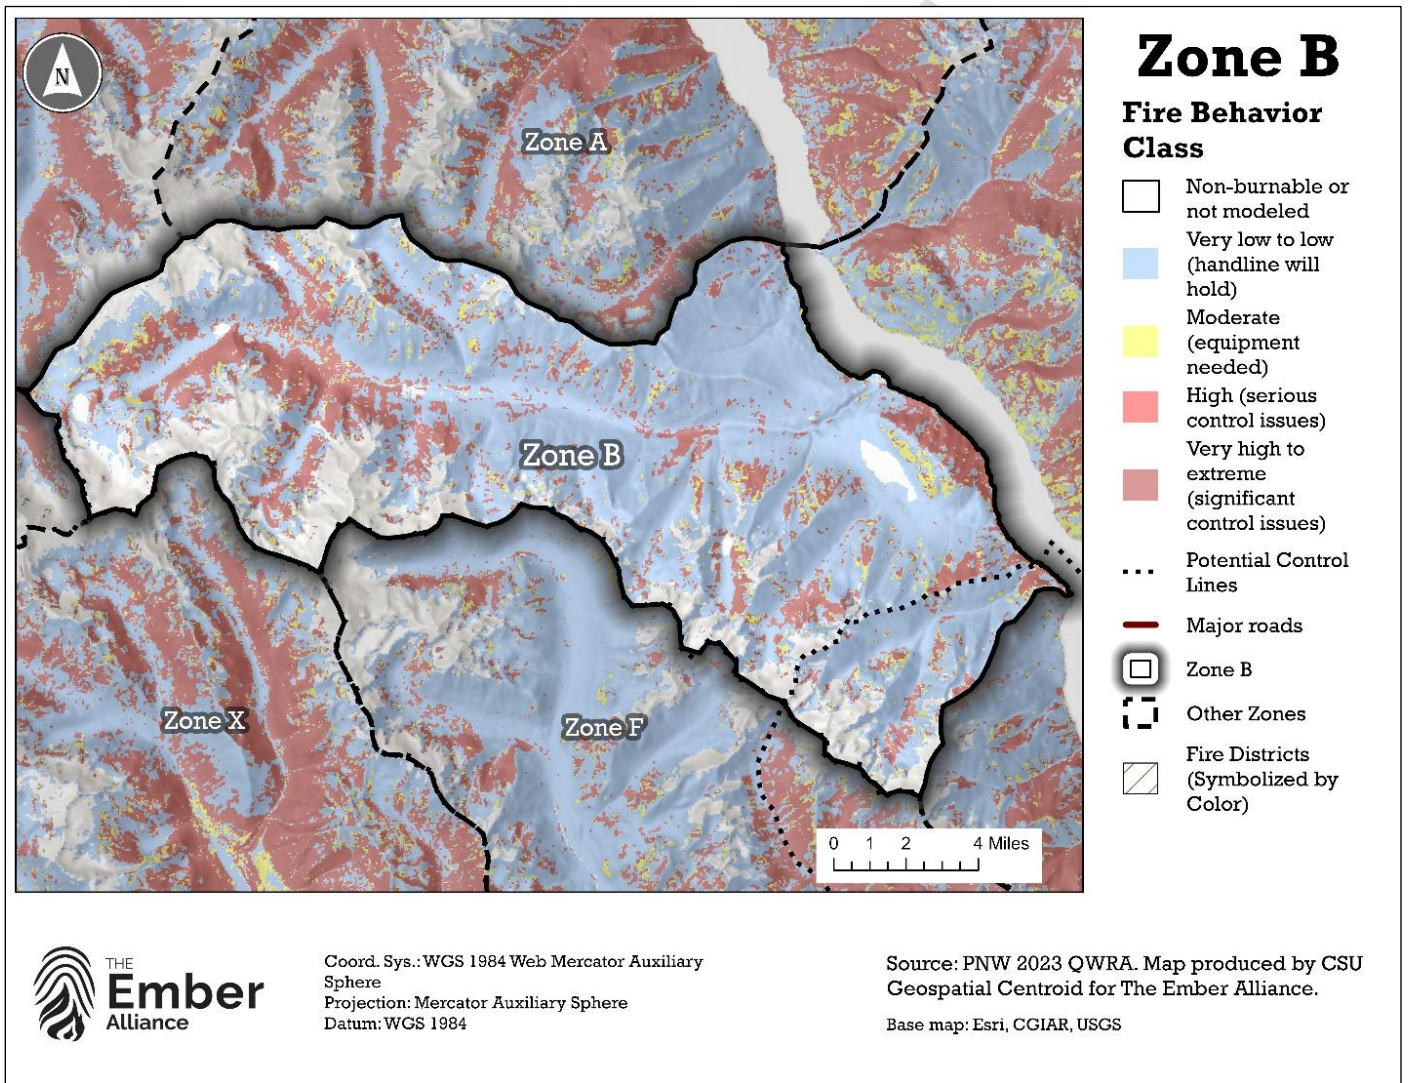 N
Zone A
Zone B
Zone X
Zone F
0 1 2 4 Miles
Zone B
Fire Behavior
Class
Non-burnable or
not modeled
Very low to low
(handline will
hold)
Moderate
(equipment
needed)
High (serious
control issues)
Very high to
extreme
(significant
control issues)
Potential Control
Lines
Major roads
Zone B
Other Zones
Fire Districts
(Symbolized by
Color)
THE
Ember
Alliance
Coord. Sys.: WGS 1984 Web Mercator Auxiliary
Sphere
Projection: Mercator Auxiliary Sphere
Datum: WGS 1984
Source: PNW 2023 QWRA. Map produced by CSU
Geospatial Centroid for The Ember Alliance.
Base map: Esri, CGIAR, USGS